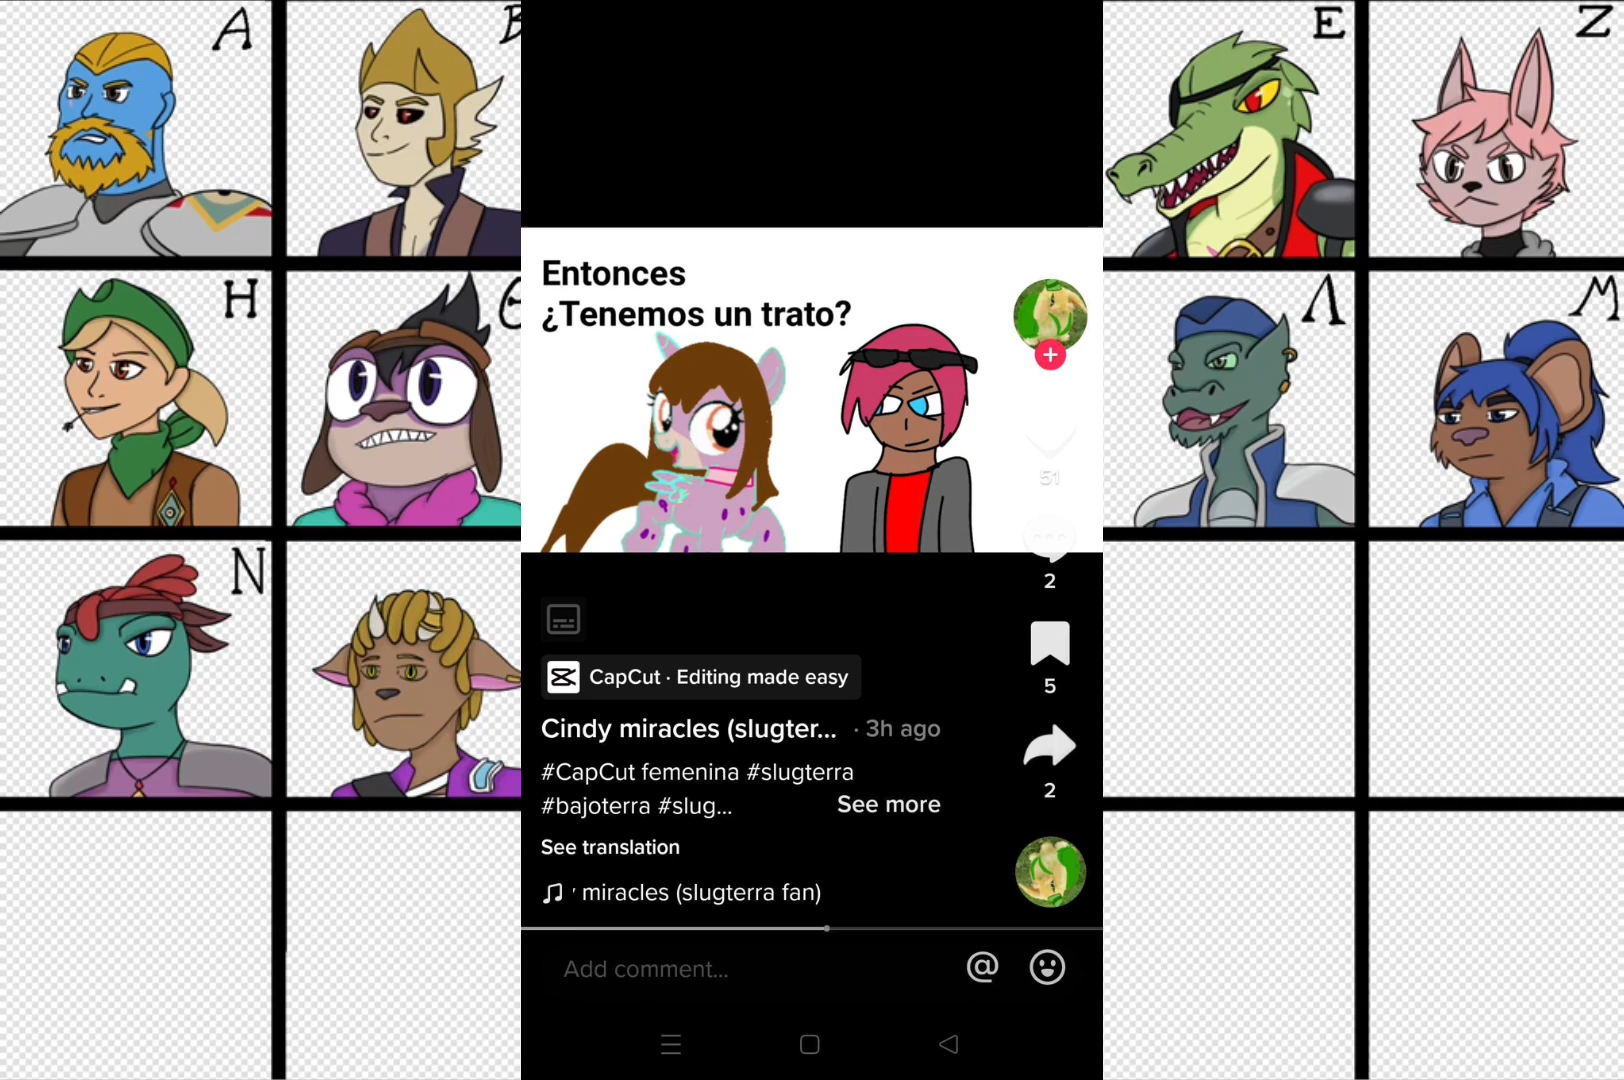 A
B
E
Z
Entonces
¿Tenemos un trato?
H
Θ
Λ
M
51
2
CapCut · Editing made easy
5
Cindy miracles (slugter... · 3h ago
#CapCut femenina #slugterra
#bajoterra #slug... See more
2
See translation
miracles (slugterra fan)
N
Add comment...
@